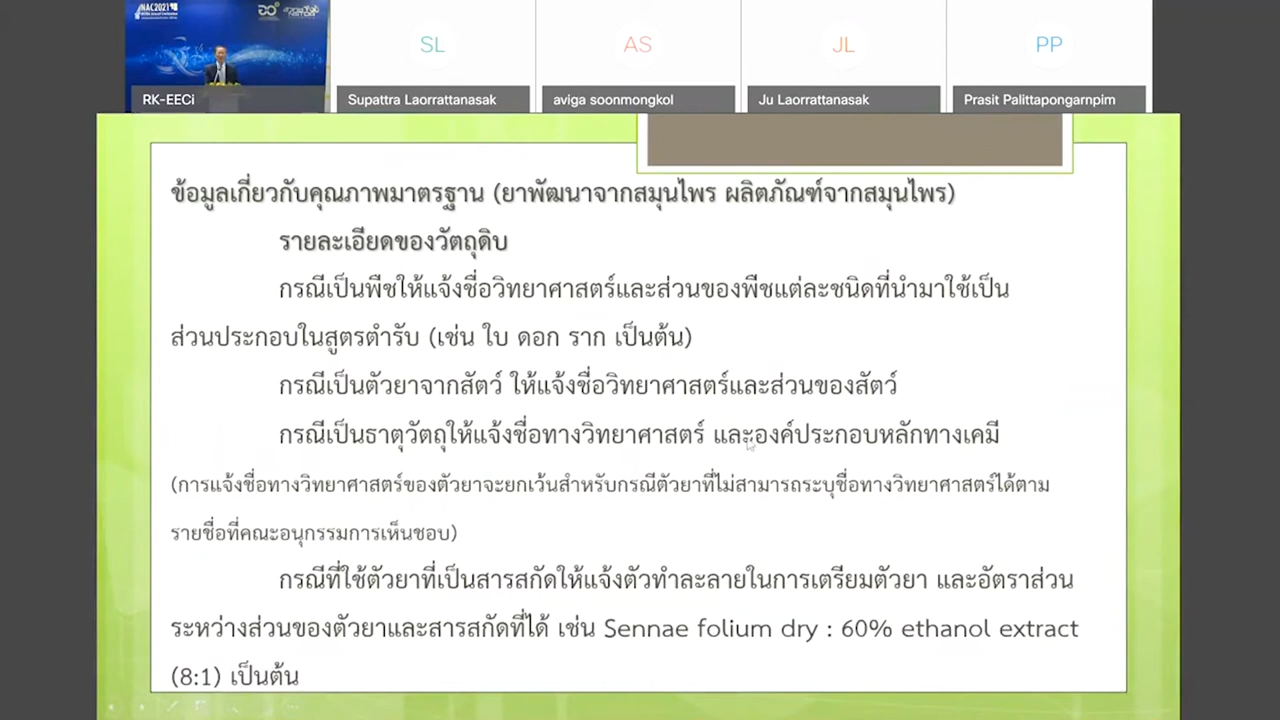 NAC2021
สวทช
NSTDA
RK-EECi
SL
Supattra Laorrattanasak
AS
aviga soonmongkol
JL
Ju Laorrattanasak
PP
Prasit Palittapongarnpim
ข้อมูลเกี่ยวกับคุณภาพมาตรฐาน (ยาพัฒนาจากสมุนไพร ผลิตภัณฑ์จากสมุนไพร)
รายละเอียดของวัตถุดิบ
กรณีเป็นพืชให้แจ้งชื่อวิทยาศาสตร์และส่วนของพืชแต่ละชนิดที่นำมาใช้เป็น
ส่วนประกอบในสูตรตำรับ (เช่น ใบ ดอก ราก เป็นต้น)
กรณีเป็นตัวยาจากสัตว์ ให้แจ้งชื่อวิทยาศาสตร์และส่วนของสัตว์
กรณีเป็นธาตุวัตถุให้แจ้งชื่อทางวิทยาศาสตร์ และองค์ประกอบหลักทางเคมี
(การแจ้งชื่อทางวิทยาศาสตร์ของตัวยาจะยกเว้นสำหรับกรณีตัวยาที่ไม่สามารถระบุชื่อทางวิทยาศาสตร์ได้ตาม
รายชื่อที่คณะอนุกรรมการเห็นชอบ)
กรณีที่ใช้ตัวยาที่เป็นสารสกัดให้แจ้งตัวทำละลายในการเตรียมตัวยา และอัตราส่วน
ระหว่างส่วนของตัวยาและสารสกัดที่ได้ เช่น Sennae folium dry : 60% ethanol extract
(8:1) เป็นต้น